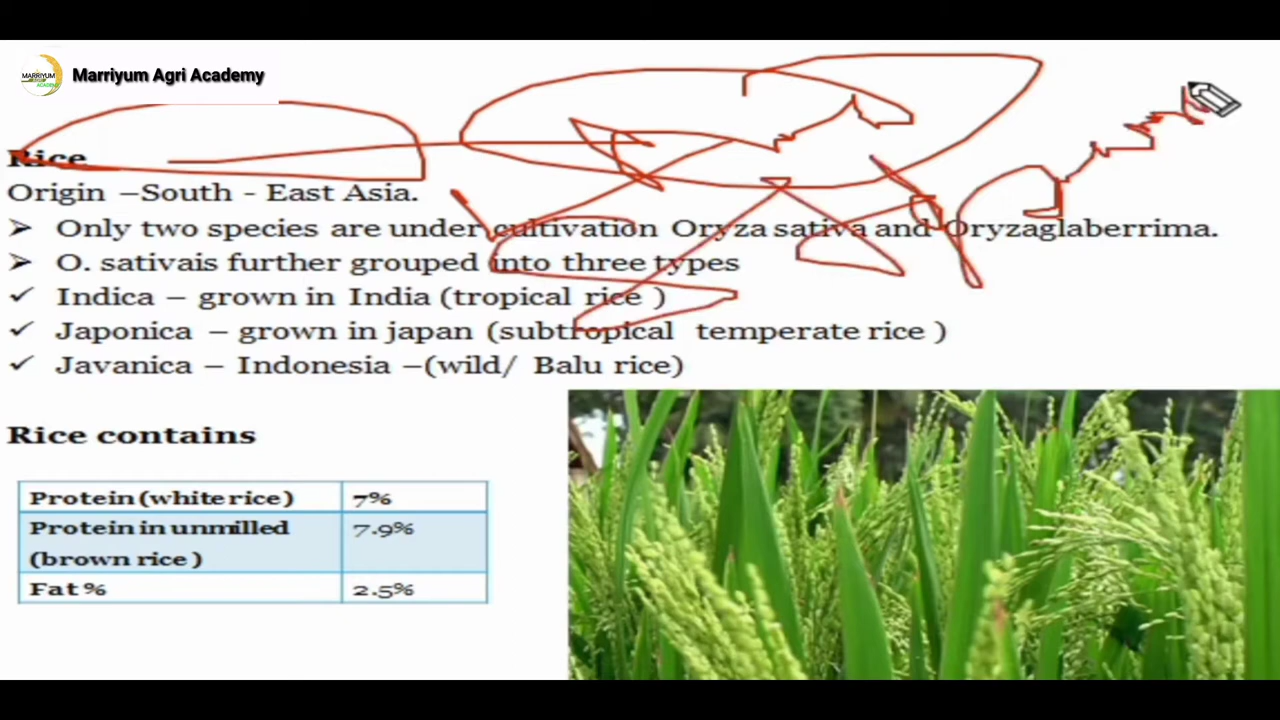 MARRIYUM
ACADEMY
Marriyum Agri Academy
Rice
Origin –South - East Asia.
➤ Only two species are under cultivation Oryza sativa and Oryzaglaberrima.
➤ O. sativais further grouped into three types
✓ Indica – grown in India (tropical rice )
✓ Japonica – grown in japan (subtropical temperate rice )
✓ Javanica – Indonesia –(wild/ Balu rice)
Rice contains
Protein (white rice) 7%
Protein in unmilled
(brown rice ) 7.9%
Fat % 2.5%